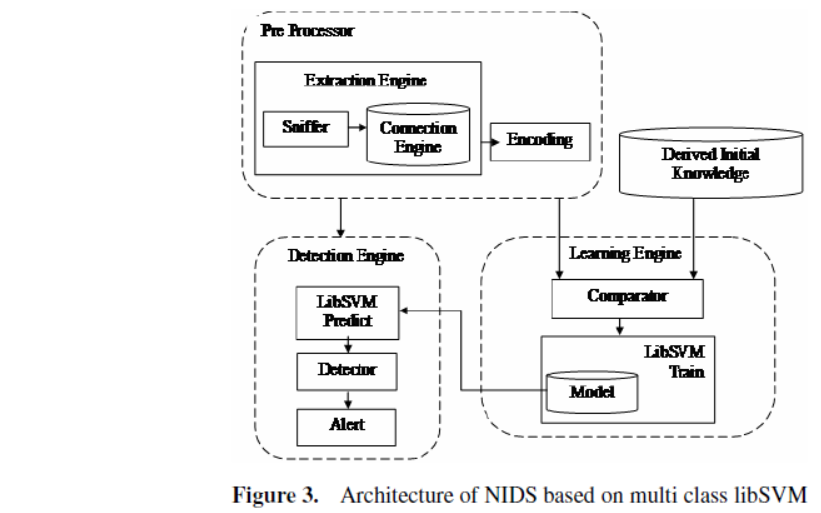 Pre Processor
Extraction Engine
Sniffer
Connection
Engine
Encoding
Derived Initial
Knowledge
Detection Engine
Learning Engine
LibSVM
Predict
Comparator
Detector
LibSVM
Train
Model
Alert
Figure 3. Architecture of NIDS based on multi class libSVM